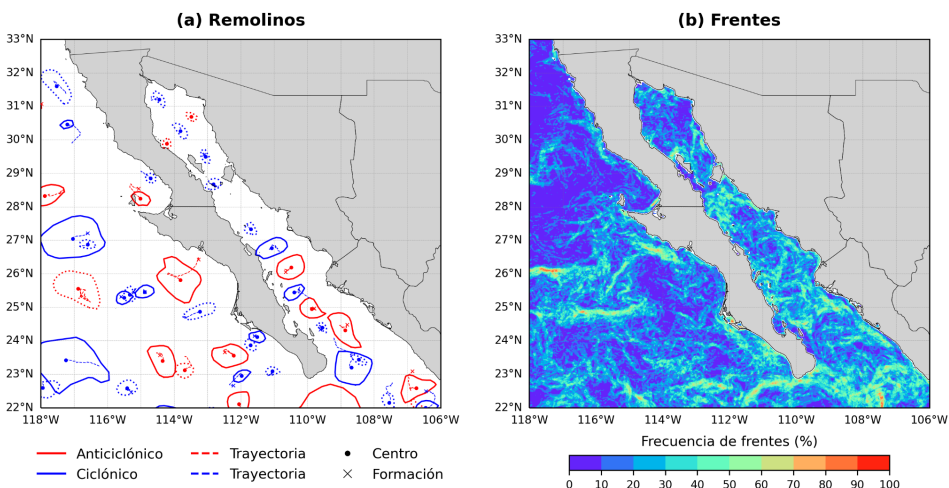 (a) Remolinos
33°N
32°N
31°N
30°N
29°N
28°N
27°N
26°N
25°N
24°N
23°N
22°N
118°W 116°W 114°W 112°W 110°W 108°W 106°W
Anticiclónico Trayectoria Centro
Ciclónico Trayectoria Formación
(b) Frentes
33°N
32°N
31°N
30°N
29°N
28°N
27°N
26°N
25°N
24°N
23°N
22°N
118°W 116°W 114°W 112°W 110°W 108°W 106°W
Frecuencia de frentes (%)
0 10 20 30 40 50 60 70 80 90 100